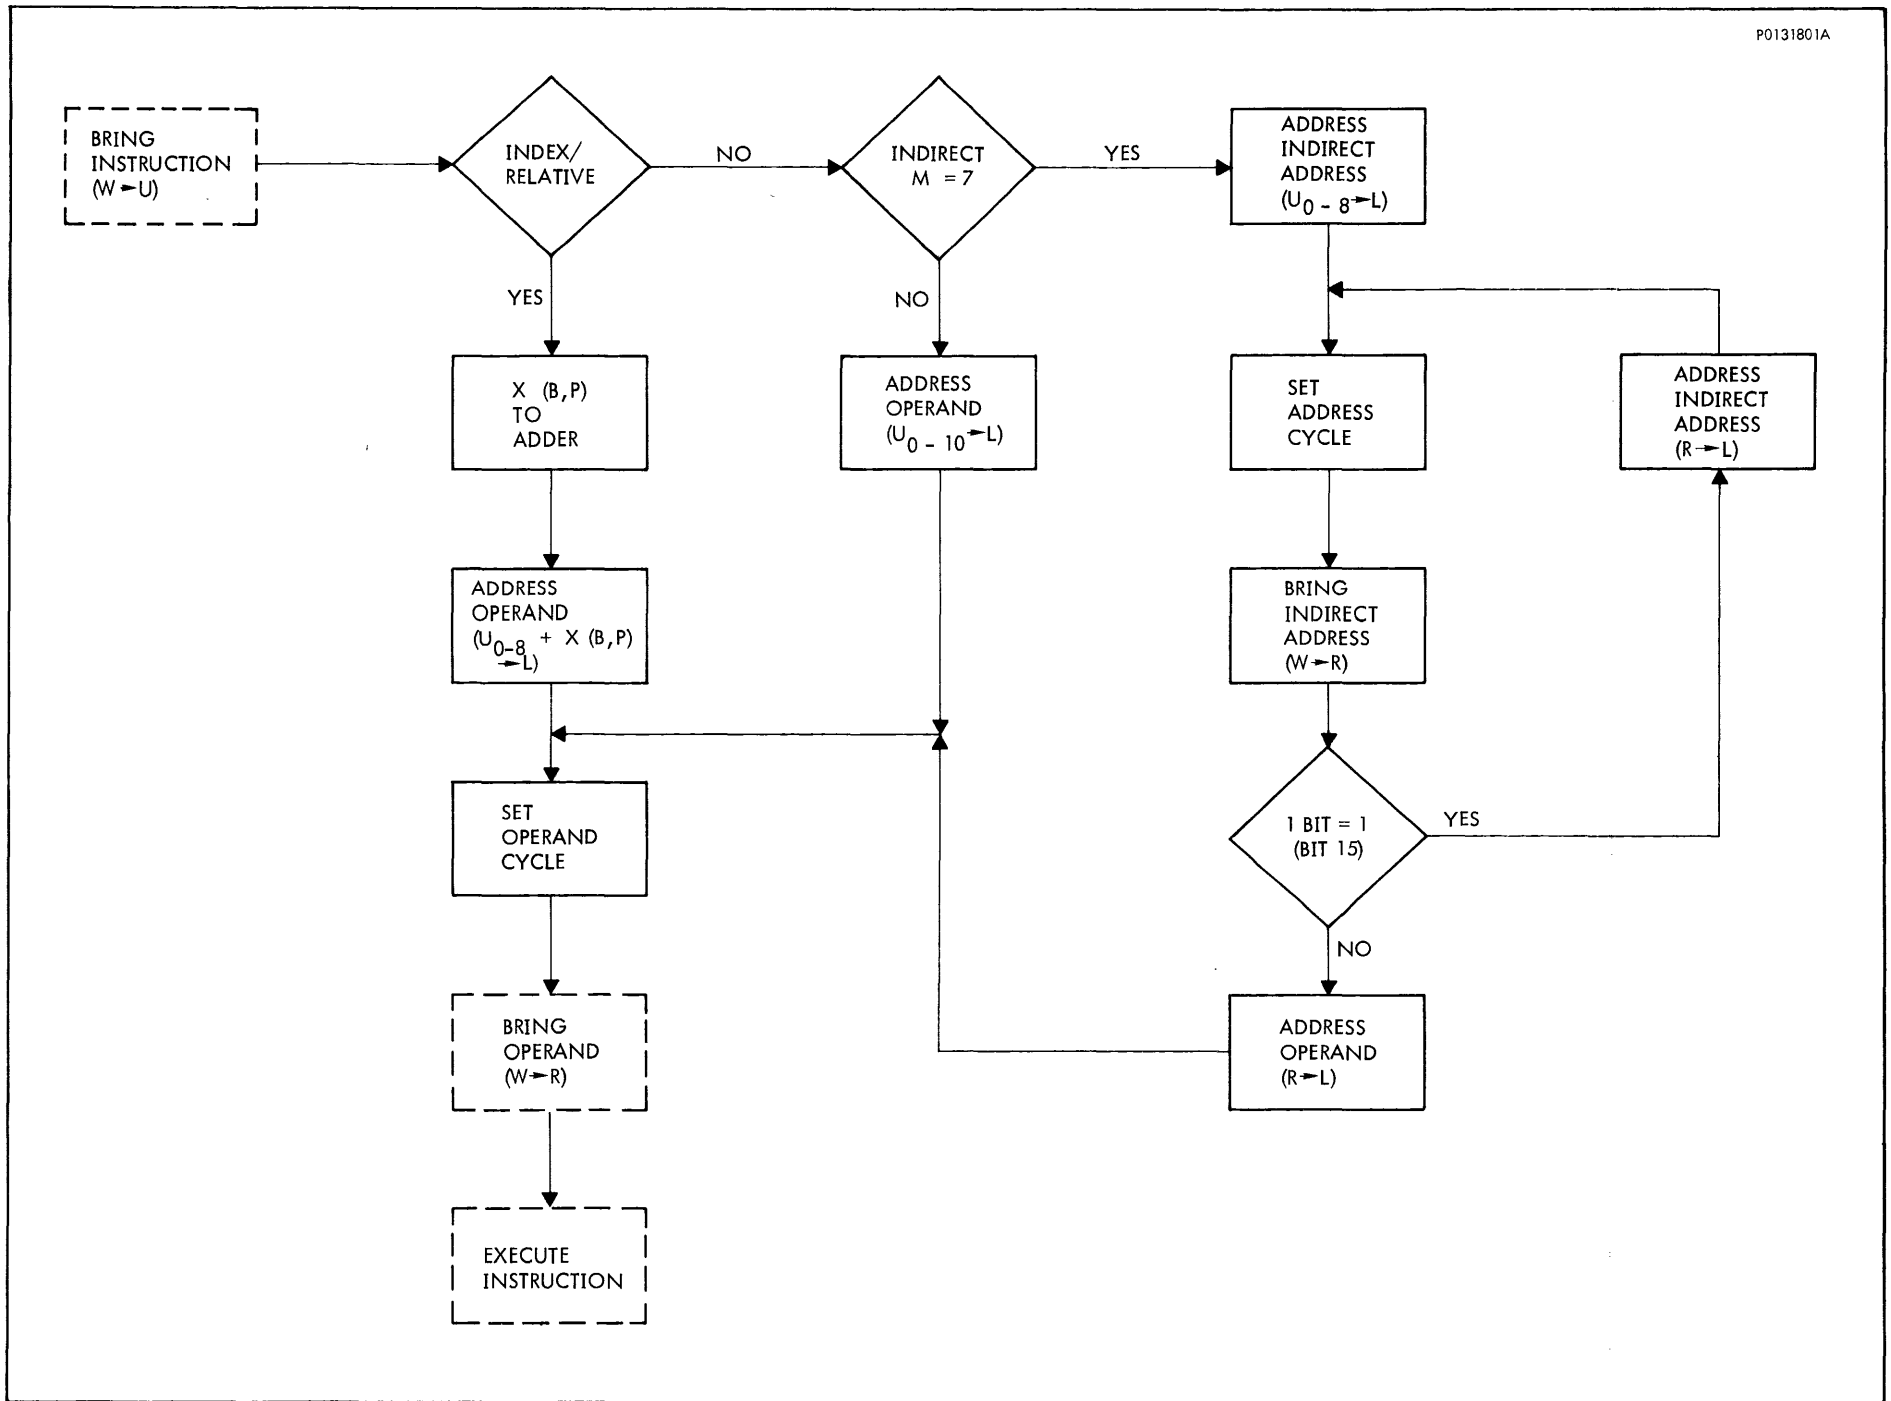 P0131801A
BRING
INSTRUCTION
(W→U)
INDEX/
RELATIVE
NO
INDIRECT
M = 7
YES
ADDRESS
INDIRECT
ADDRESS
(U0 - 8→L)
YES
NO
X (B,P)
TO
ADDER
ADDRESS
OPERAND
(U0 - 10→L)
SET
ADDRESS
CYCLE
ADDRESS
INDIRECT
ADDRESS
(R→L)
ADDRESS
OPERAND
(U0-8 + X (B,P)
→L)
BRING
INDIRECT
ADDRESS
(W→R)
SET
OPERAND
CYCLE
1 BIT = 1
(BIT 15)
YES
NO
BRING
OPERAND
(W→R)
ADDRESS
OPERAND
(R→L)
EXECUTE
INSTRUCTION